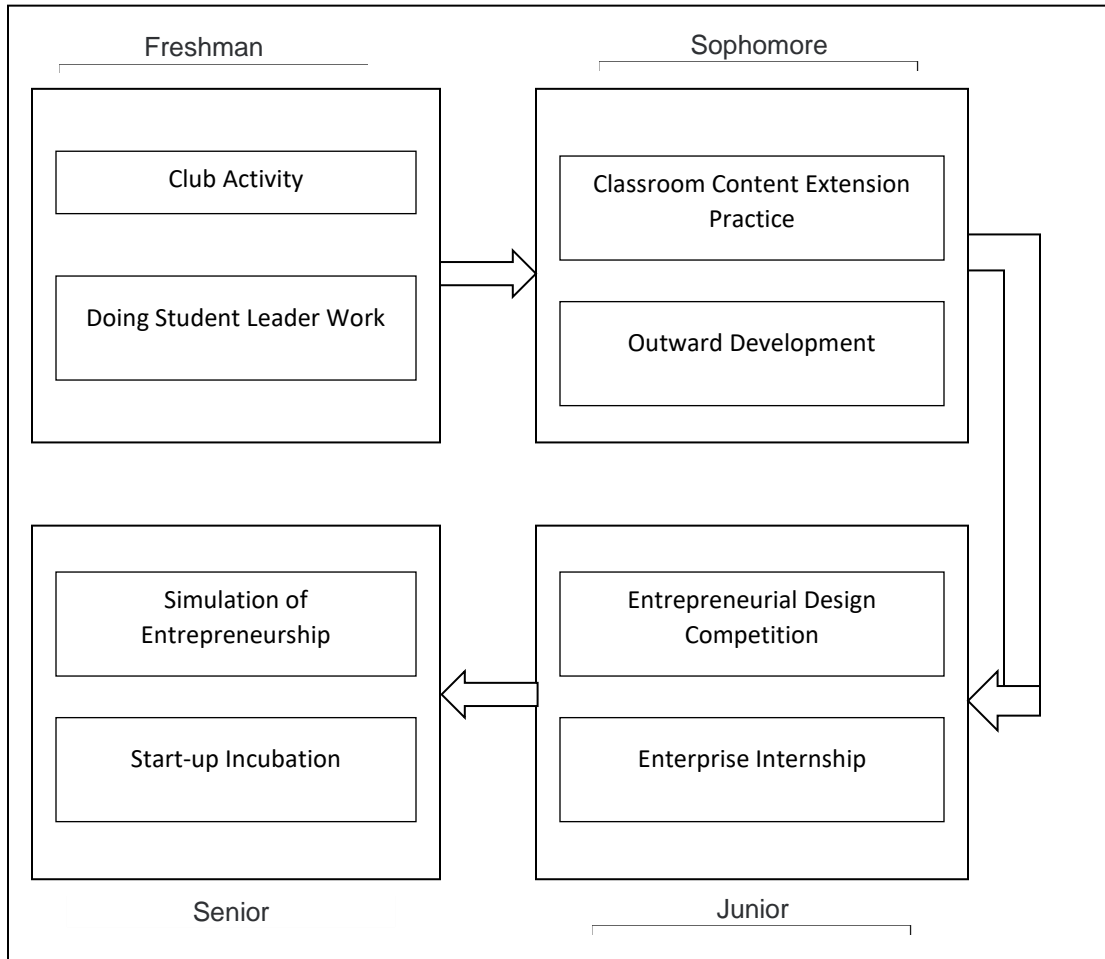 Freshman
Sophomore
Club Activity
Doing Student Leader Work
Classroom Content Extension
Practice
Outward Development
Simulation of
Entrepreneurship
Start-up Incubation
Entrepreneurial Design
Competition
Enterprise Internship
Senior
Junior